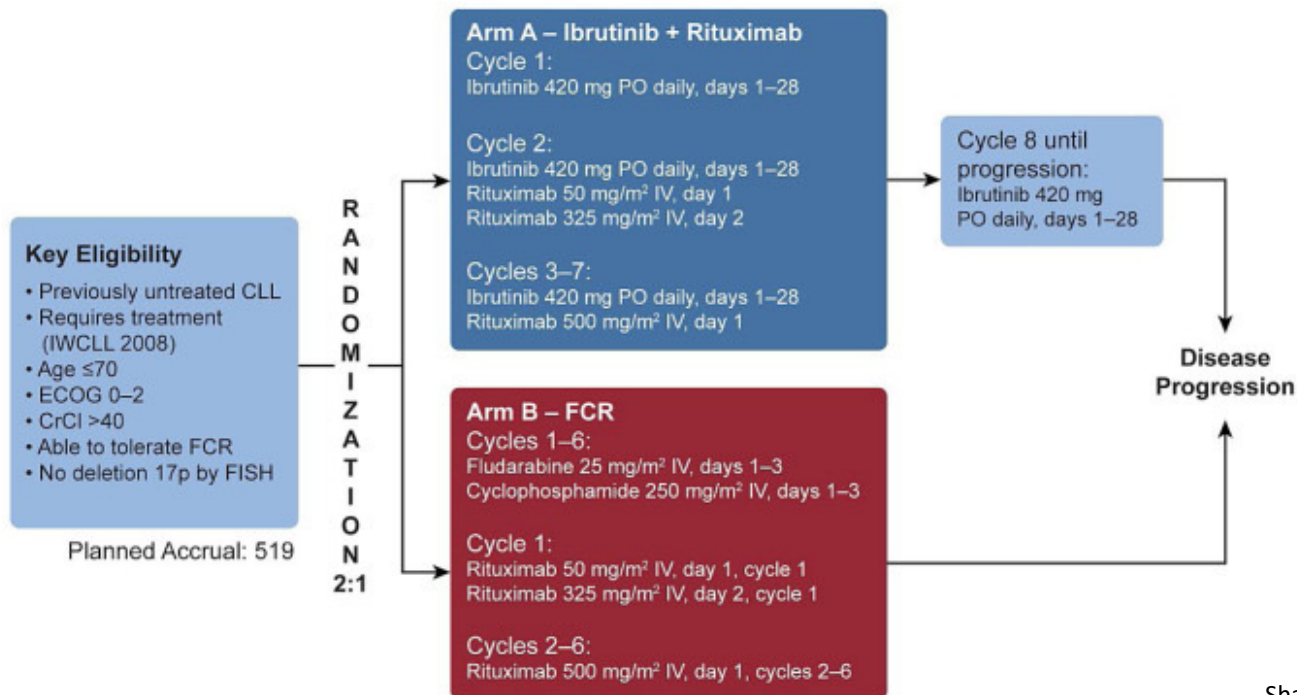 Key Eligibility
• Previously untreated CLL
• Requires treatment
(IWCLL 2008)
• Age ≤70
• ECOG 0–2
• CrCl >40
• Able to tolerate FCR
• No deletion 17p by FISH
Planned Accrual: 519
RANDOMIZATION
2:1
Arm A – Ibrutinib + Rituximab
Cycle 1:
Ibrutinib 420 mg PO daily, days 1–28
Cycle 2:
Ibrutinib 420 mg PO daily, days 1–28
Rituximab 50 mg/m² IV, day 1
Rituximab 325 mg/m² IV, day 2
Cycles 3–7:
Ibrutinib 420 mg PO daily, days 1–28
Rituximab 500 mg/m² IV, day 1
Cycle 8 until
progression:
Ibrutinib 420 mg
PO daily, days 1–28
Arm B – FCR
Cycles 1–6:
Fludarabine 25 mg/m² IV, days 1–3
Cyclophosphamide 250 mg/m² IV, days 1–3
Cycle 1:
Rituximab 50 mg/m² IV, day 1, cycle 1
Rituximab 325 mg/m² IV, day 2, cycle 1
Cycles 2–6:
Rituximab 500 mg/m² IV, day 1, cycles 2–6
Disease
Progression